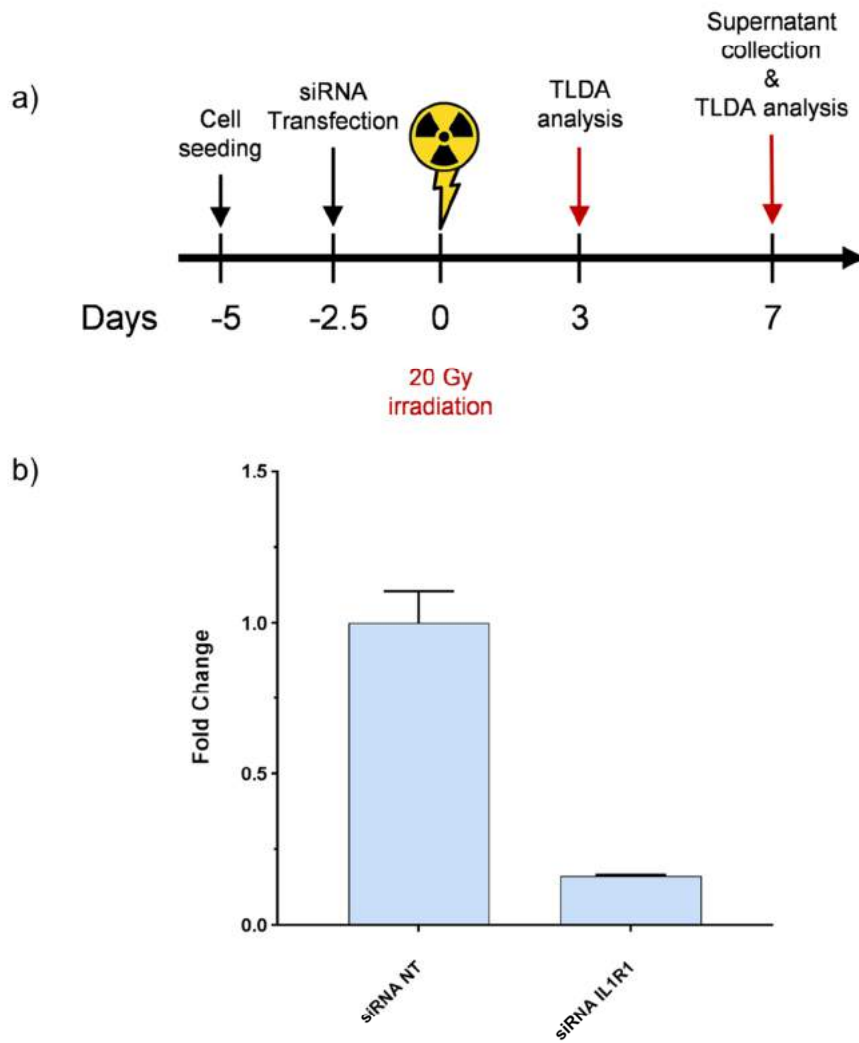 a)
Cell
seeding
siRNA
Transfection
TLDA
analysis
Supernatant
collection
&
TLDA analysis
Days -5 -2.5 0 3 7
20 Gy
irradiation
b)
Fold Change
1.5
1.0
0.5
0.0
siRNA NT
siRNA IL1R1